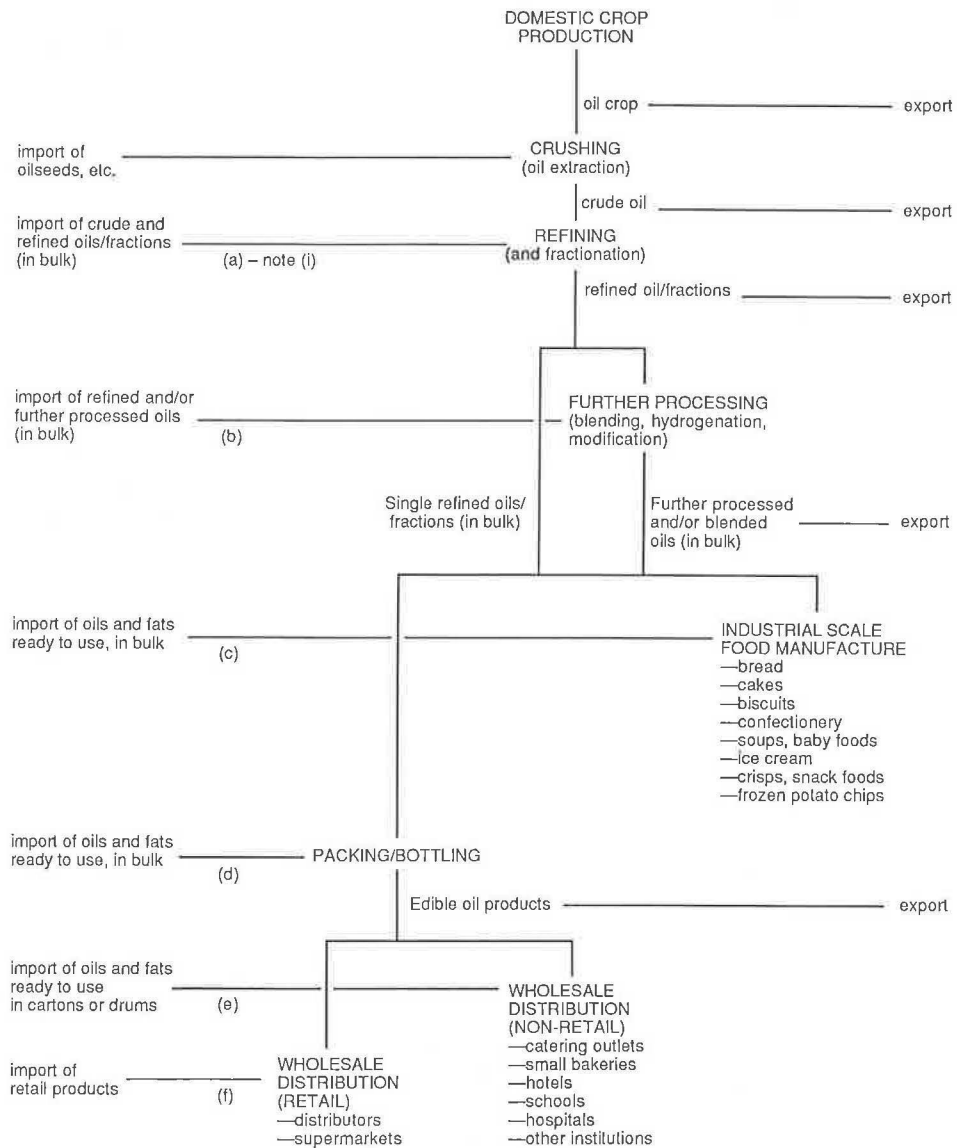 DOMESTIC CROP
PRODUCTION
oil crop
export
import of
oilseeds, etc.
CRUSHING
(oil extraction)
crude oil
export
import of crude and
refined oils/fractions
(in bulk)
(a) – note (i)
REFINING
(and fractionation)
refined oil/fractions
export
import of refined and/or
further processed oils
(in bulk)
(b)
FURTHER PROCESSING
(blending, hydrogenation,
modification)
Single refined oils/
fractions (in bulk)
Further processed
and/or blended
oils (in bulk)
export
import of oils and fats
ready to use, in bulk
(c)
INDUSTRIAL SCALE
FOOD MANUFACTURE
—bread
—cakes
—biscuits
—confectionery
—soups, baby foods
—ice cream
—crisps, snack foods
—frozen potato chips
import of oils and fats
ready to use, in bulk
(d)
PACKING/BOTTLING
Edible oil products
export
import of oils and fats
ready to use
in cartons or drums
(e)
WHOLESALE
DISTRIBUTION
(NON-RETAIL)
—catering outlets
—small bakeries
—hotels
—schools
—hospitals
—other institutions
import of
retail products
(f)
WHOLESALE
DISTRIBUTION
(RETAIL)
—distributors
—supermarkets